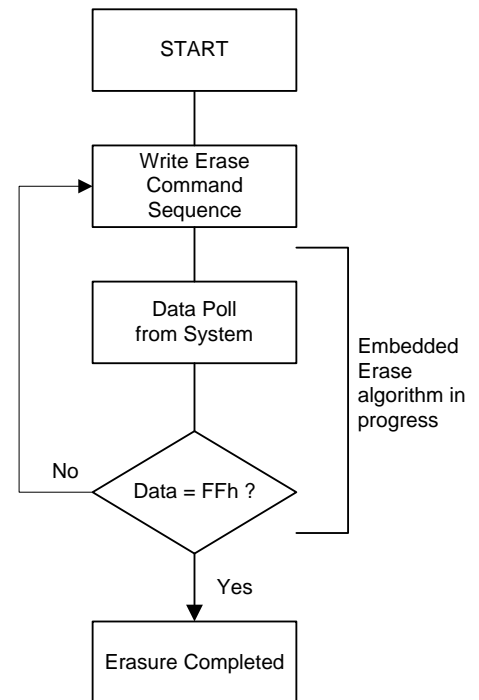 START
Write Erase
Command
Sequence
Data Poll
from System
Embedded
Erase
algorithm in
progress
No
Data = FFh ?
Yes
Erasure Completed